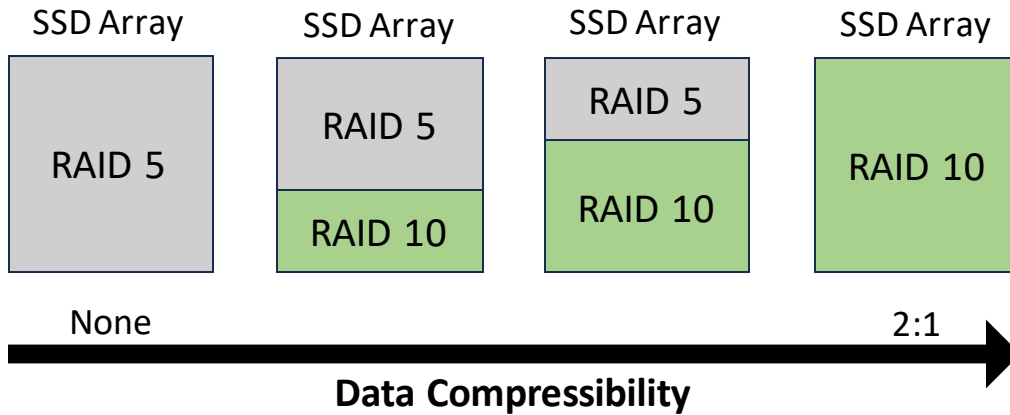 SSD Array
SSD Array
SSD Array
SSD Array
RAID 5
RAID 5
RAID 10
RAID 5
RAID 10
RAID 10
None
2:1
Data Compressibility